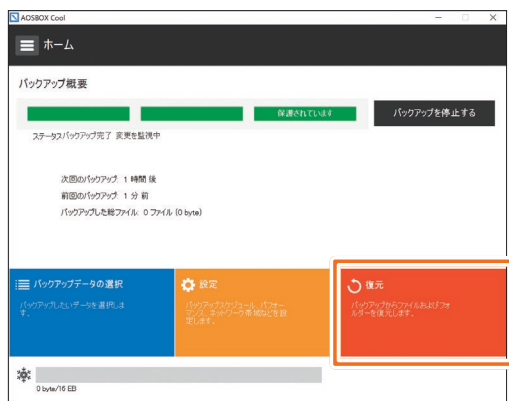 AOSBOX Cool
ホーム
バックアップ概要
保護されています
バックアップを停止する
ステータスバックアップ完了 変更を監視中
次回のバックアップ: 1 時間 後
前回のバックアップ: 1 分 前
バックアップした総ファイル: 0 ファイル (0 byte)
バックアップデータの選択
バックアップしたいデータを選択しま
す。
設定
バックアップスケジュール、パフォー
マンス、ネットワーク帯域などを設
定します。
復元
バックアップからファイルおよびフォ
ルダーを復元します。
0 byte/16 EB